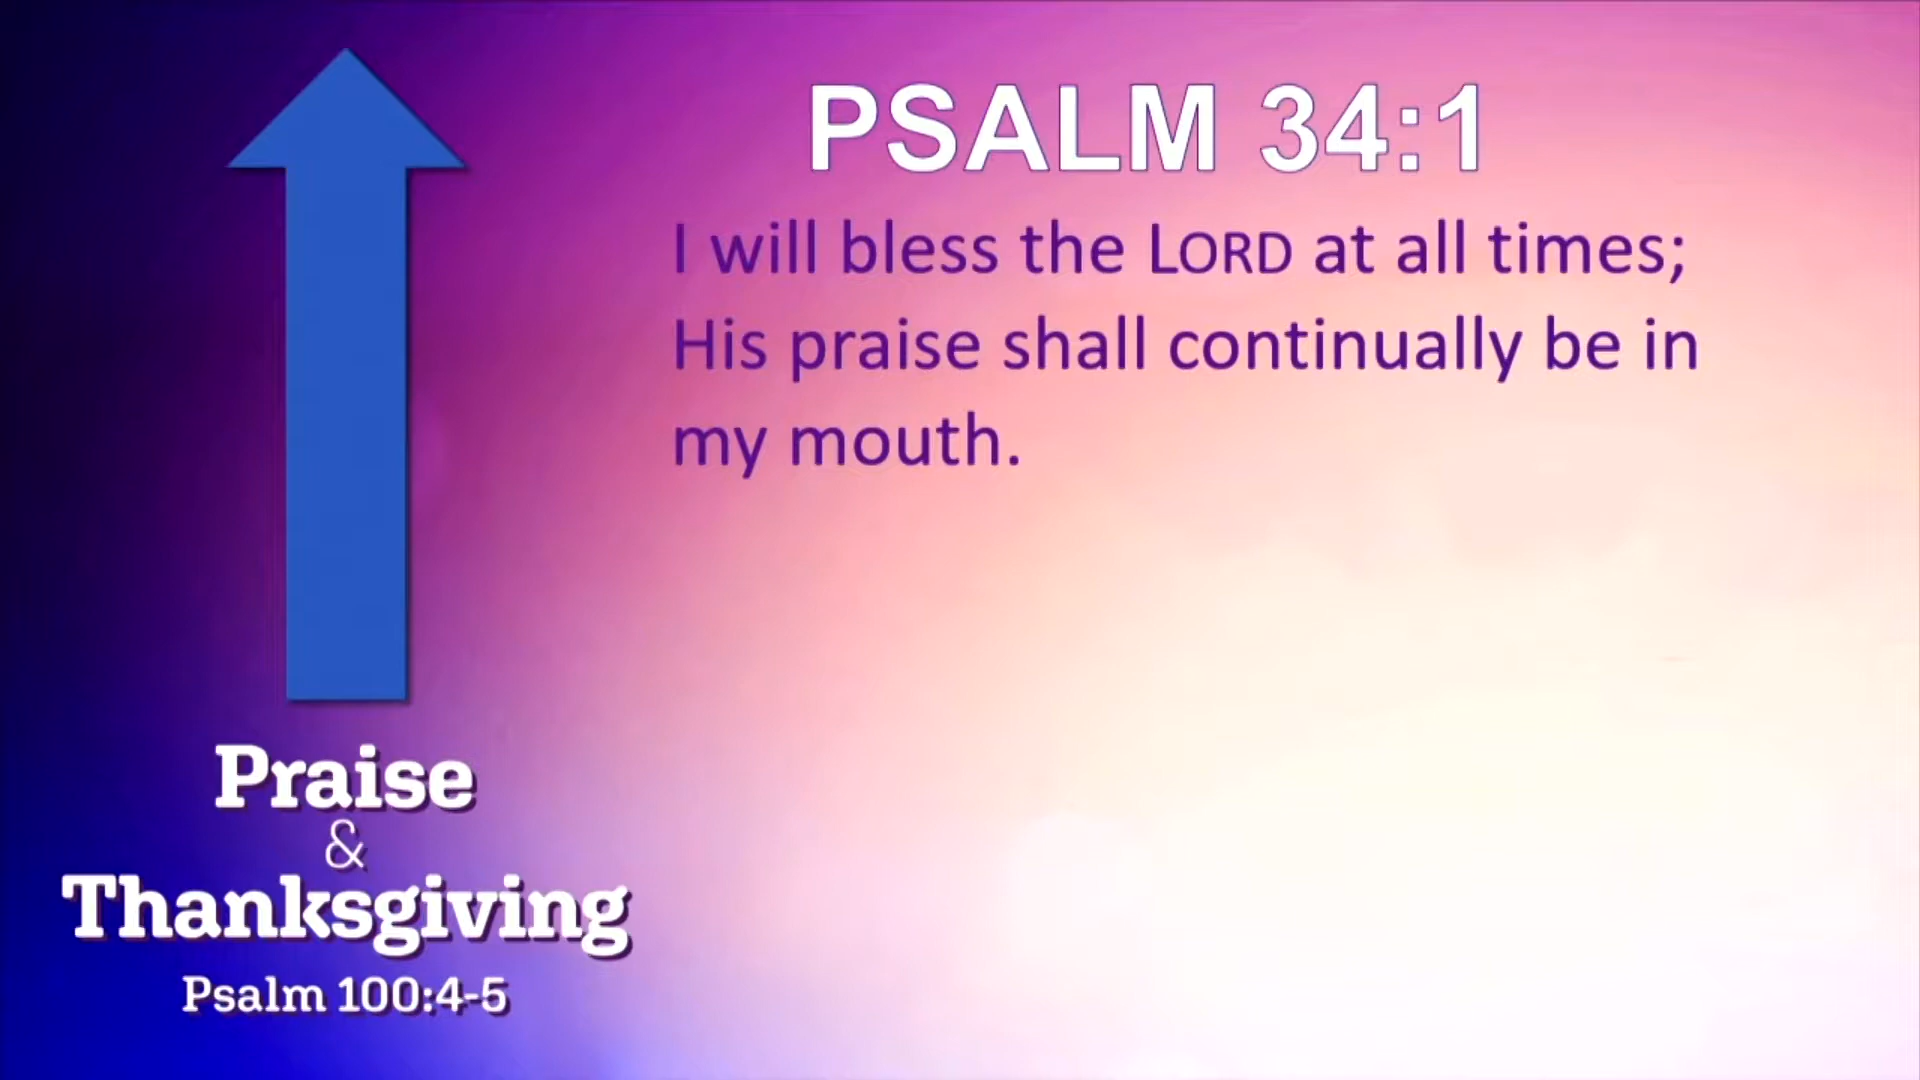 PSALM 34:1
I will bless the LORD at all times;
His praise shall continually be in
my mouth.
Praise
&
Thanksgiving
Psalm 100:4-5